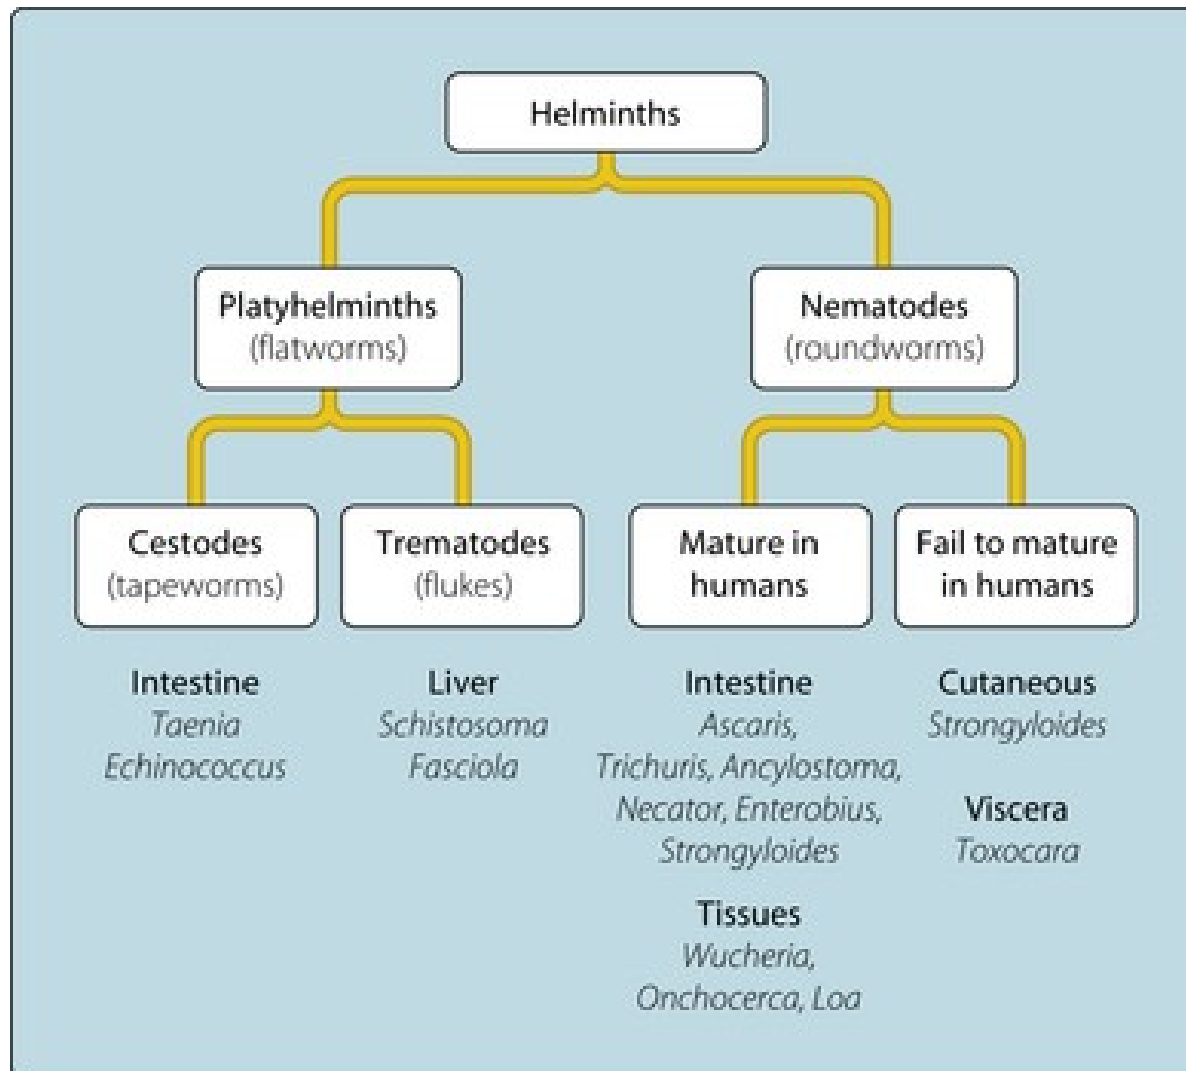 Helminths
Platyhelminths
(flatworms)
Nematodes
(roundworms)
Cestodes
(tapeworms)
Trematodes
(flukes)
Mature in
humans
Fail to mature
in humans
Intestine
Taenia
Echinococcus
Liver
Schistosoma
Fasciola
Intestine
Ascaris,
Trichuris, Ancylostoma,
Necator, Enterobius,
Strongyloides
Tissues
Wucheria,
Onchocerca, Loa
Cutaneous
Strongyloides
Viscera
Toxocara